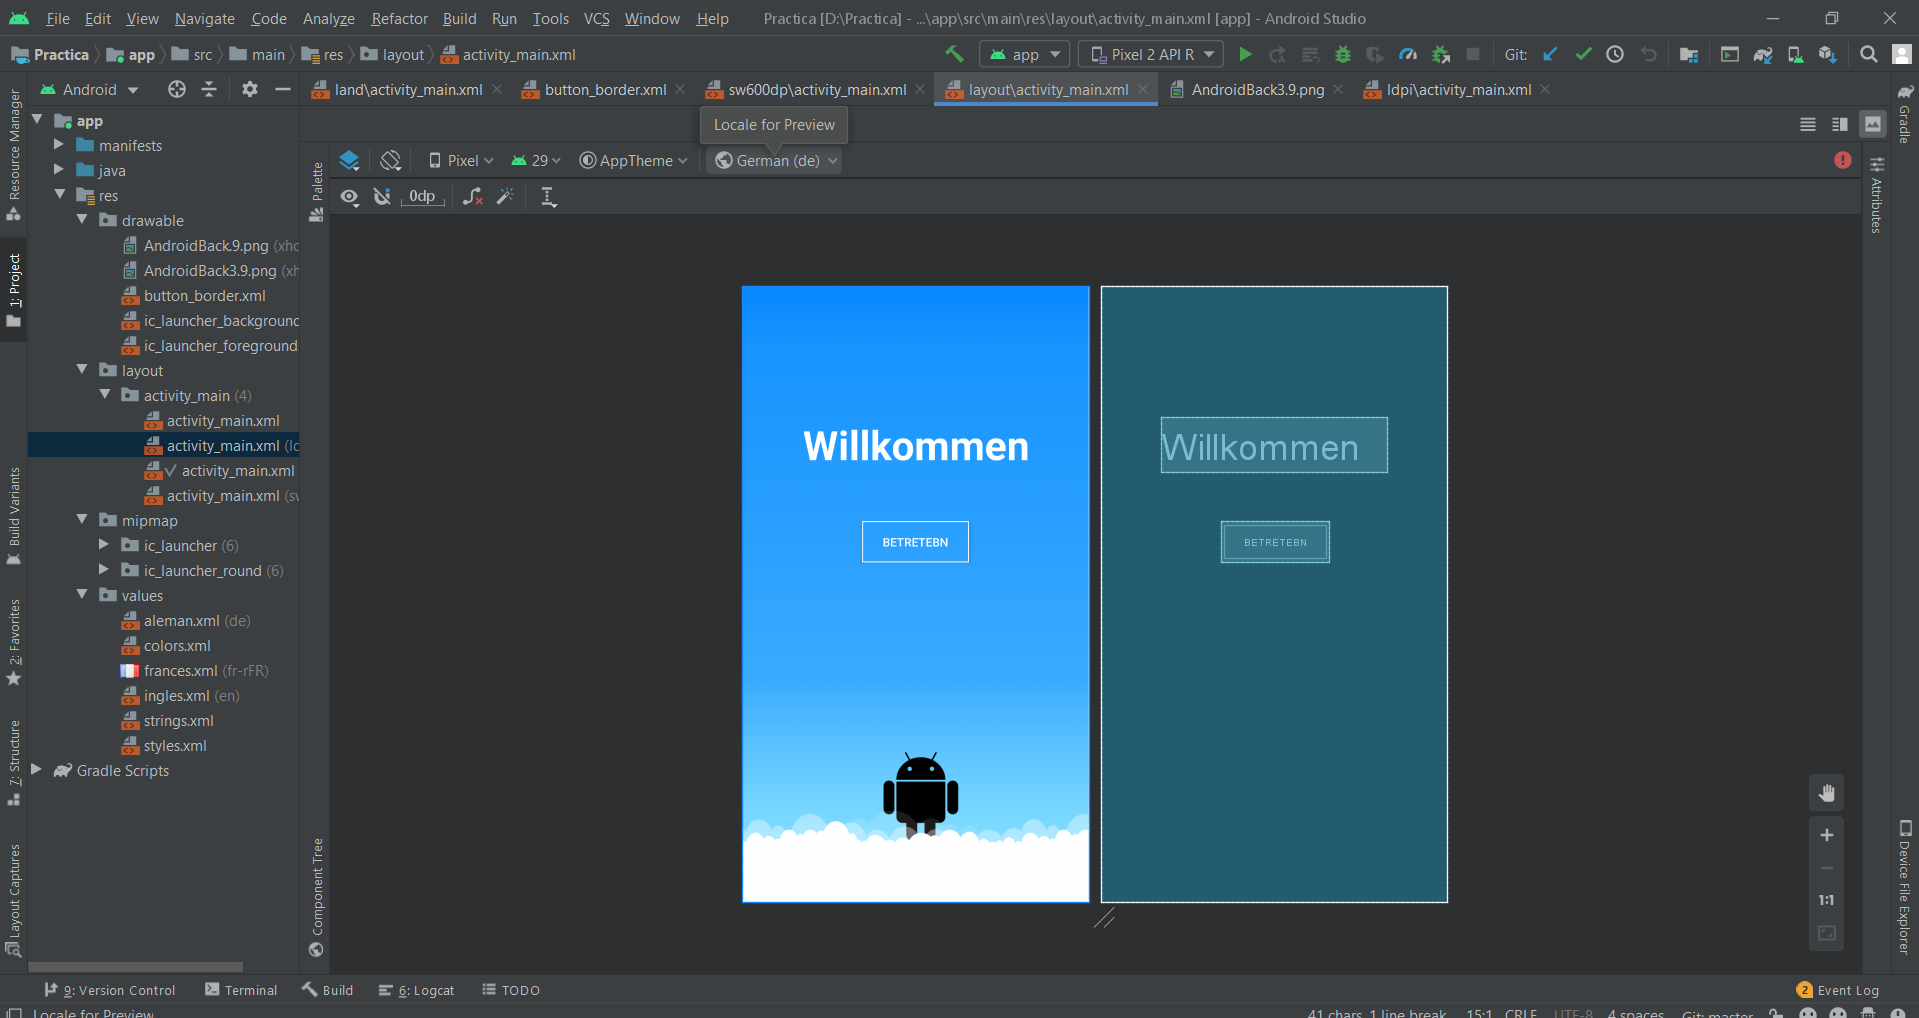 File Edit View Navigate Code Analyze Refactor Build Run Tools VCS Window Help Practica [D:\Practica] - ...\app\src\main\res\layout\activity_main.xml [app] - Android Studio
Practica app src main res layout activity_main.xml app Pixel 2 API R Git:
Android land\activity_main.xml button_border.xml sw600dp\activity_main.xml layout\activity_main.xml AndroidBack3.9.png ldpi\activity_main.xml
Locale for Preview
Pixel 29 AppTheme German (de)
0dp
Resource Manager
1: Project
Build Variants
2: Favorites
7: Structure
Layout Captures
app
manifests
java
res
drawable
AndroidBack.9.png (xhd
AndroidBack3.9.png (xh
button_border.xml
ic_launcher_background
ic_launcher_foreground.
layout
activity_main (4)
activity_main.xml
activity_main.xml (ld
activity_main.xml
activity_main.xml (sw
mipmap
ic_launcher (6)
ic_launcher_round (6)
values
aleman.xml (de)
colors.xml
frances.xml (fr-rFR)
ingles.xml (en)
strings.xml
styles.xml
Gradle Scripts
Palette
Component Tree
Willkommen
BETRETEBN
Willkommen
BETRETEBN
1:1
Gradle
Attributes
Device File Explorer
9: Version Control Terminal Build 6: Logcat TODO 2 Event Log
Locale for Preview 41 chars, 1 line break 15:1 CRLF UTF-8 4 spaces Git: master